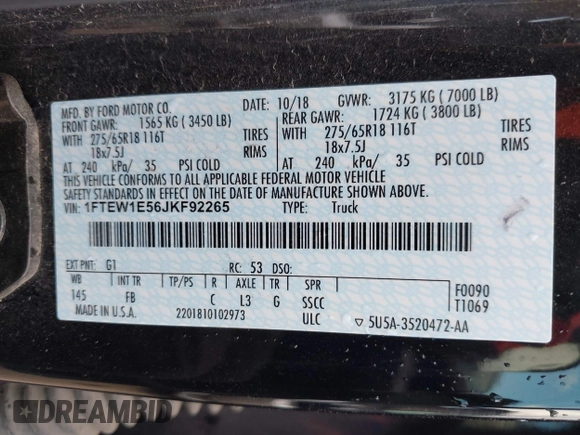 MFD. BY FORD MOTOR CO.
DATE: 10/18 GVWR: 3175 KG ( 7000 LB)
FRONT GAWR: 1565 KG ( 3450 LB)
REAR GAWR: 1724 KG ( 3800 LB)
WITH 275/65R18 116T TIRES
WITH 275/65R18 116T TIRES
18x7.5J RIMS
18x7.5J RIMS
AT 240 kPa/ 35 PSI COLD
AT 240 kPa/ 35 PSI COLD
THIS VEHICLE CONFORMS TO ALL APPLICABLE FEDERAL MOTOR VEHICLE
SAFETY STANDARDS IN EFFECT ON THE DATE OF MANUFACTURE SHOWN ABOVE.
VIN: 1FTEW1E56JKF92265 TYPE: Truck
EXT PNT: G1 RC: 53 DSO:
WB INT TR TP/PS R AXLE TR SPR
145 FB C L3 G SSCC
F0090
T1069
MADE IN U.S.A. 2201810102973 ULC ▽ 5U5A-3520472-AA
DREAMBID